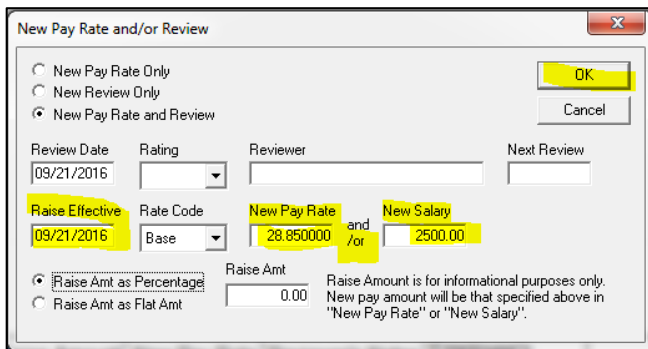 New Pay Rate and/or Review
x
New Pay Rate Only
New Review Only
New Pay Rate and Review
OK
Cancel
Review Date Rating Reviewer Next Review
09/21/2016
Raise Effective Rate Code New Pay Rate and /or New Salary
09/21/2016 Base 28.850000 2500.00
Raise Amt as Percentage
Raise Amt as Flat Amt
Raise Amt
0.00
Raise Amount is for informational purposes only.
New pay amount will be that specified above in
"New Pay Rate" or "New Salary".